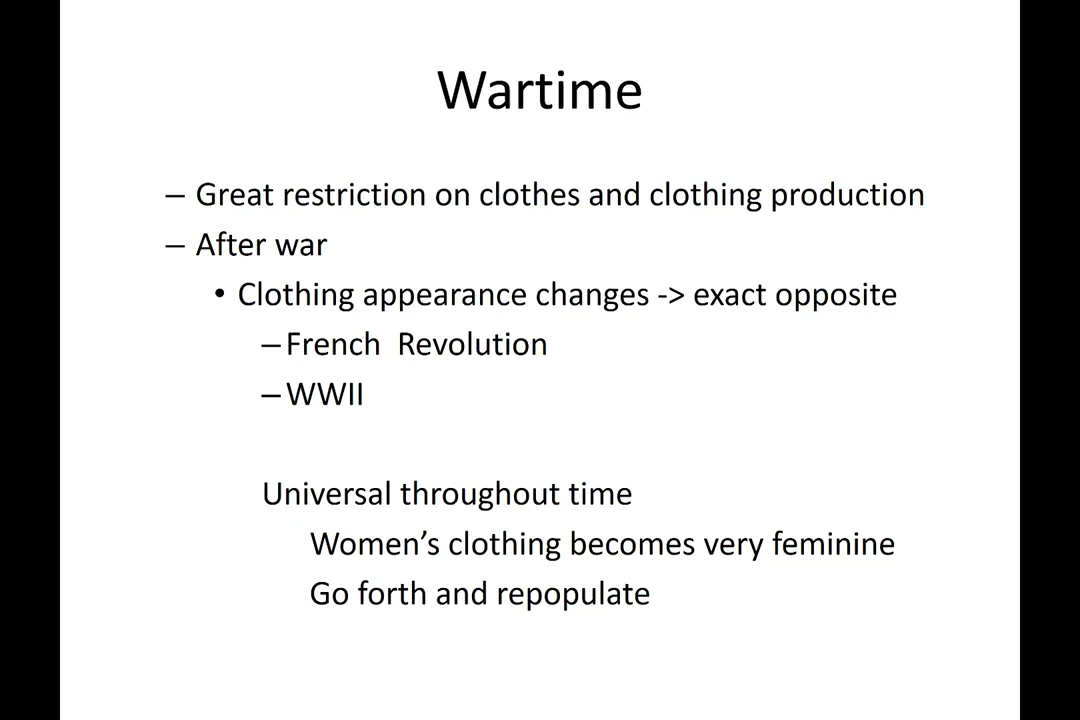 Wartime
– Great restriction on clothes and clothing production
– After war
• Clothing appearance changes -> exact opposite
– French  Revolution
– WWII
Universal throughout time
Women’s clothing becomes very feminine
Go forth and repopulate